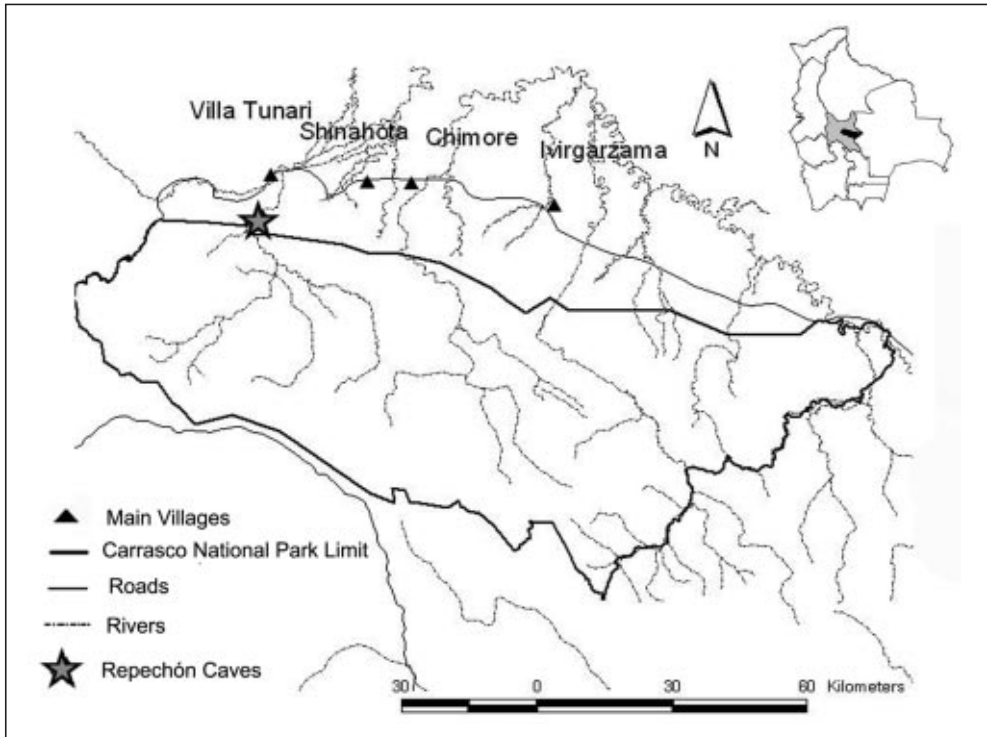 Villa Tunari
Shinahota
Chimore
Ivirgarzama
N
Main Villages
Carrasco National Park Limit
Roads
Rivers
Repechón Caves
30 0 30 60 Kilometers